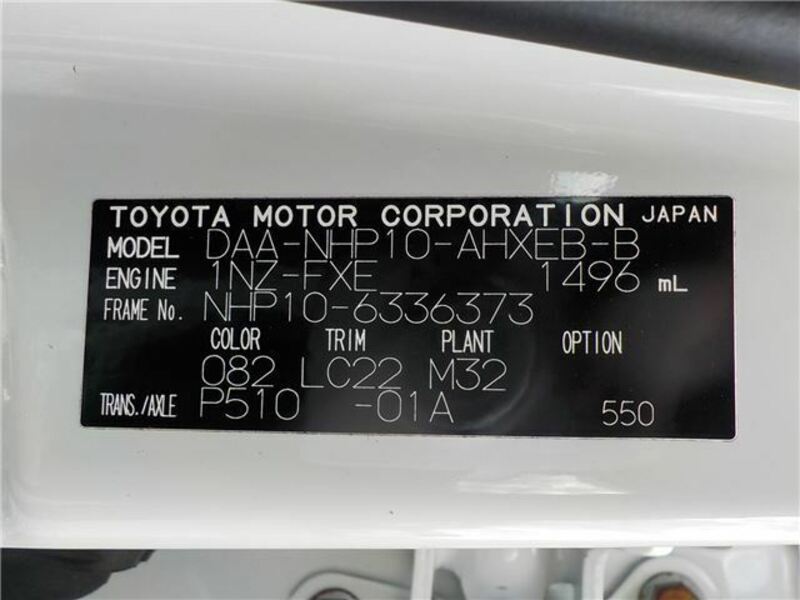 TOYOTA MOTOR CORPORATION JAPAN
MODEL DAA-NHP10-AHXEB-B
ENGINE 1NZ-FXE 1496 mL
FRAME No. NHP10-6336373
COLOR TRIM PLANT OPTION
082 LC22 M32
TRANS./AXLE P510 -01A 550